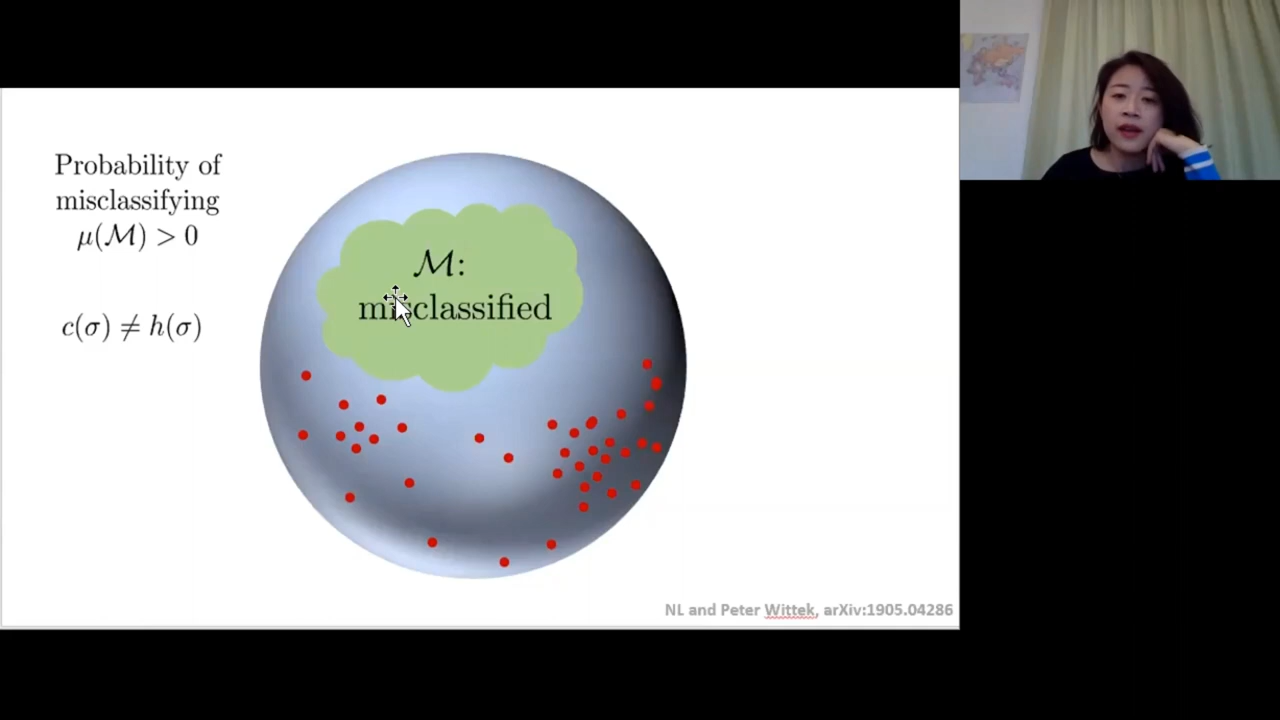 Probability of
misclassifying
μ(ℳ) > 0
c(σ) ≠ h(σ)
ℳ:
misclassified
NL and Peter Wittek, arXiv:1905.04286